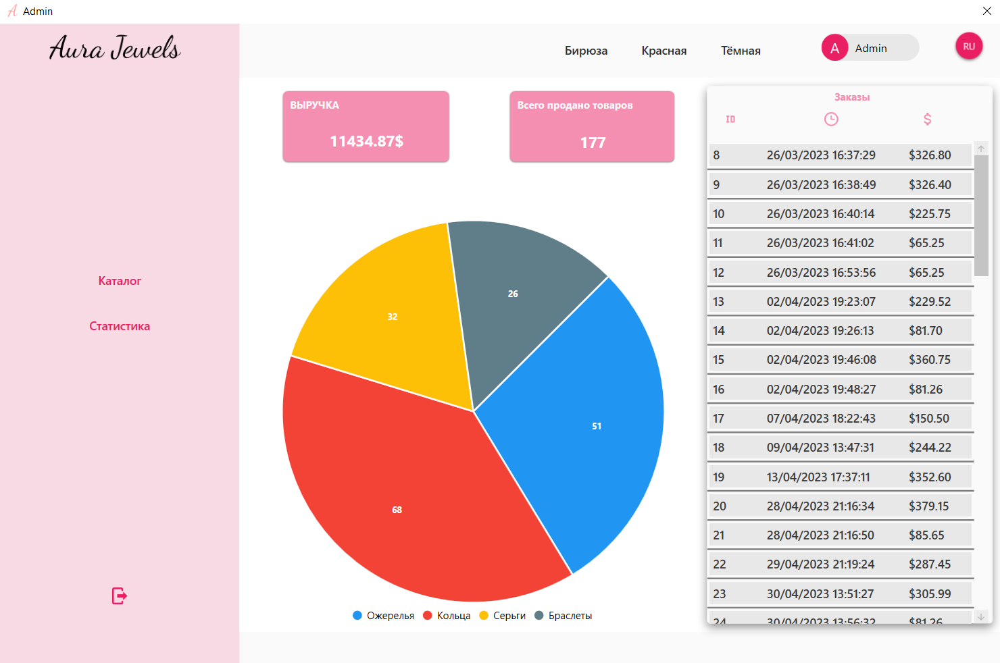 Admin
Aura Jewels
Бирюза Красная Тёмная
A Admin
RU
Каталог
Статистика
ВЫРУЧКА
11434.87$
Всего продано товаров
177
26
32
51
68
Ожерелья Кольца Серьги Браслеты
Заказы
ID $
8 26/03/2023 16:37:29 $326.80
9 26/03/2023 16:38:49 $326.40
10 26/03/2023 16:40:14 $225.75
11 26/03/2023 16:41:02 $65.25
12 26/03/2023 16:53:56 $65.25
13 02/04/2023 19:23:07 $229.52
14 02/04/2023 19:26:13 $81.70
15 02/04/2023 19:46:08 $360.75
16 02/04/2023 19:48:27 $81.26
17 07/04/2023 18:22:43 $150.50
18 09/04/2023 13:47:31 $244.22
19 13/04/2023 17:37:11 $352.60
20 28/04/2023 21:16:34 $379.15
21 28/04/2023 21:16:50 $85.65
22 29/04/2023 21:19:24 $287.45
23 30/04/2023 13:51:27 $305.99
24 30/04/2023 13:56:32 $81.26